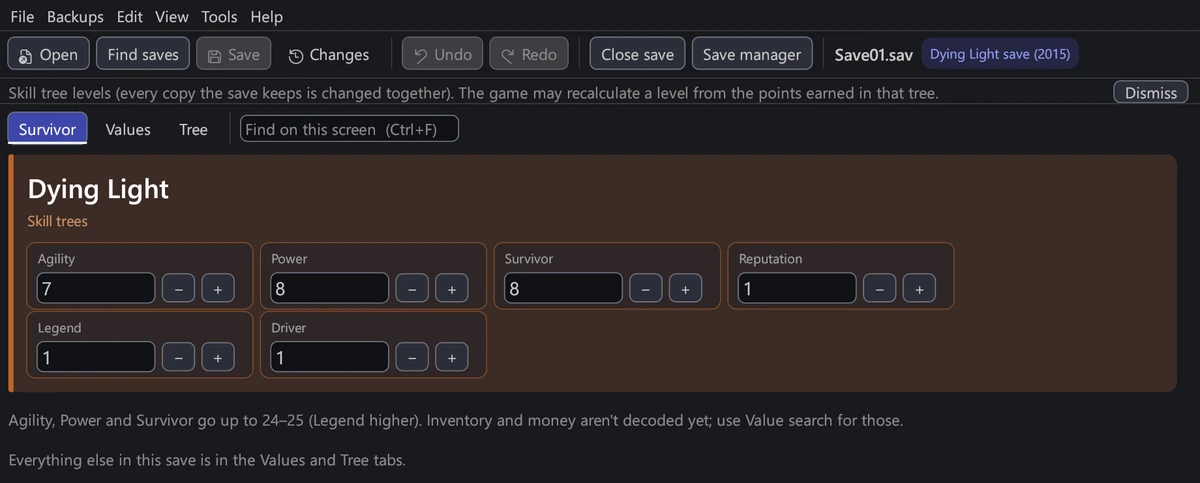 File Backups Edit View Tools Help
Open Find saves Save Changes Undo Redo Close save Save manager Save01.sav Dying Light save (2015)
Skill tree levels (every copy the save keeps is changed together). The game may recalculate a level from the points earned in that tree. Dismiss
Survivor Values Tree Find on this screen (Ctrl+F)
Dying Light
Skill trees
Agility Power Survivor Reputation
7 − + 8 − + 8 − + 1 − +
Legend Driver
1 − + 1 − +
Agility, Power and Survivor go up to 24–25 (Legend higher). Inventory and money aren't decoded yet; use Value search for those.
Everything else in this save is in the Values and Tree tabs.